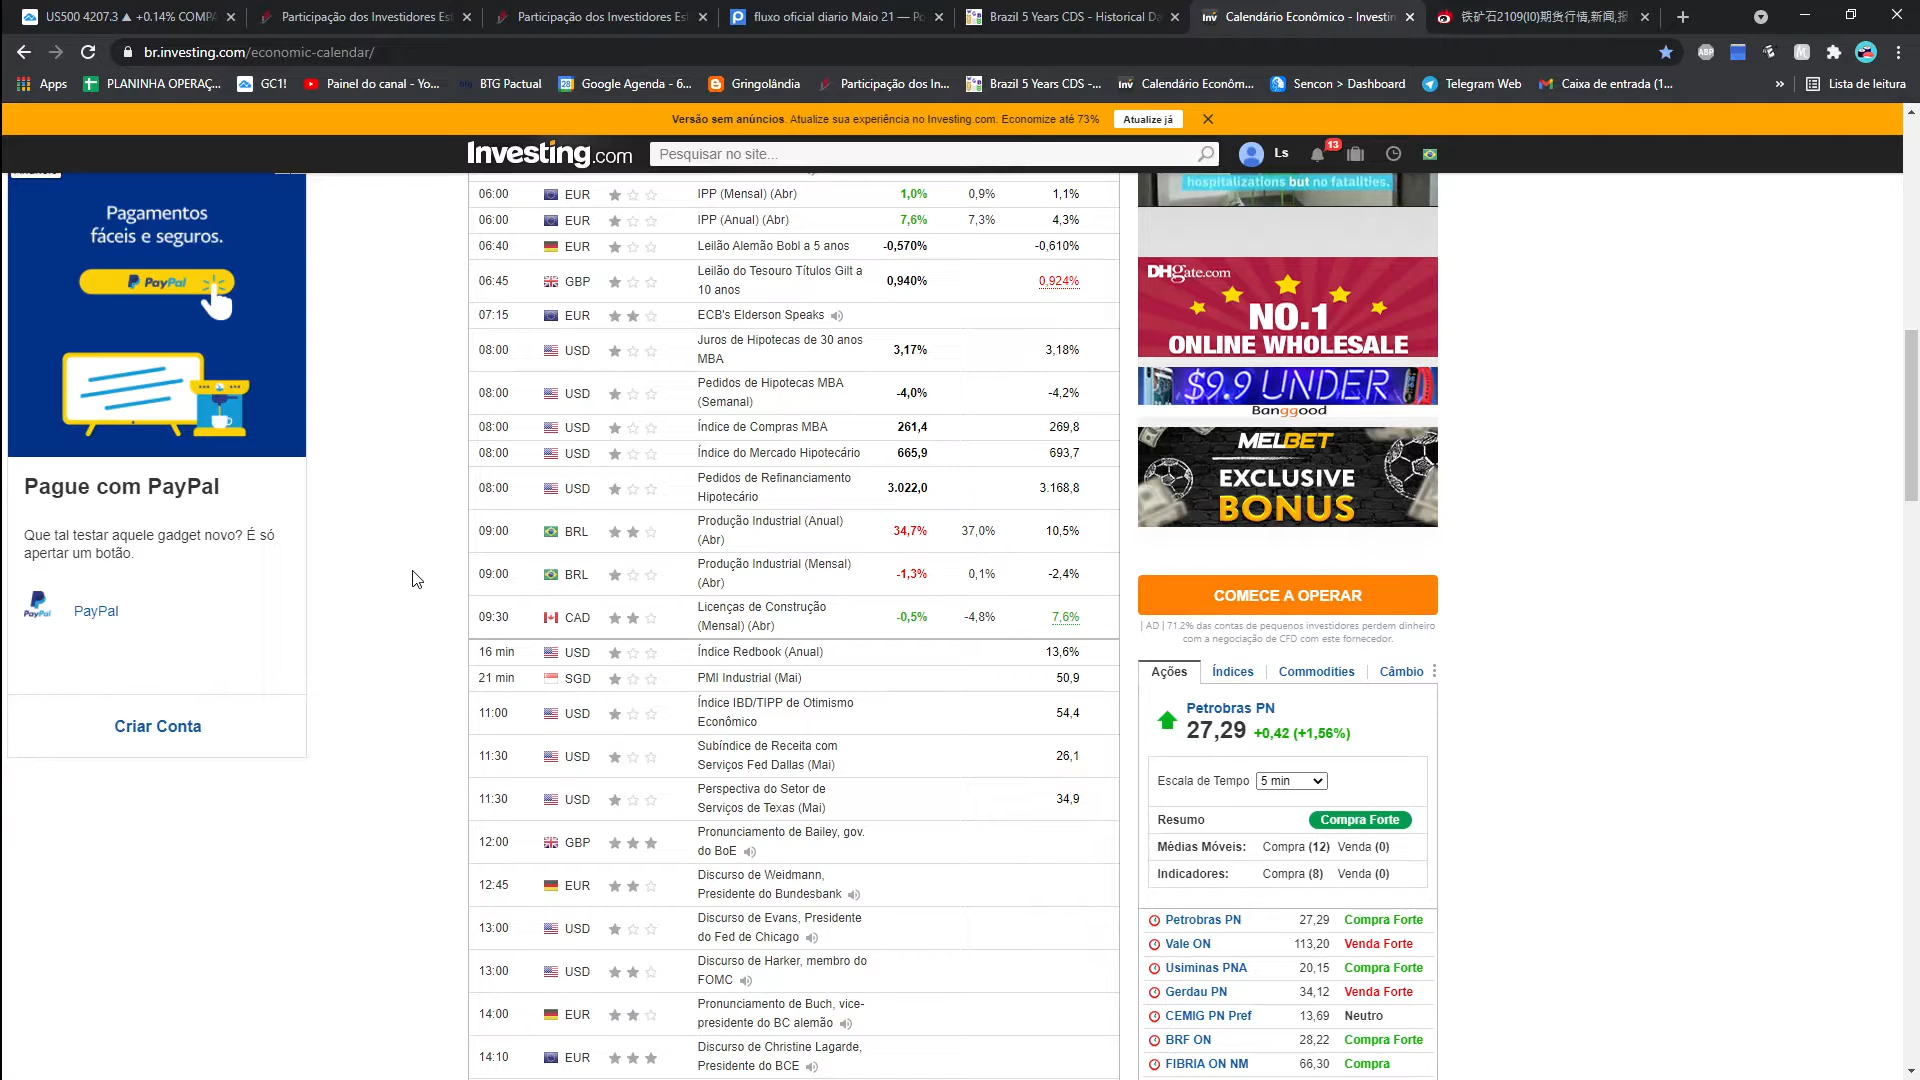 US500 4207.3 ▲ +0.14% COMPA
Participação dos Investidores Es
Participação dos Investidores Es
fluxo oficial diario Maio 21 — Po
Brazil 5 Years CDS - Historical Da
Calendário Econômico - Investin
铁矿石2109(I0)期货行情,新闻,报
br.investing.com/economic-calendar/
Apps
PLANINHA OPERAÇ...
GC1!
Painel do canal - Yo...
BTG Pactual
Google Agenda - 6...
Gringolândia
Participação dos In...
Brazil 5 Years CDS -...
Calendário Econôm...
Sencon > Dashboard
Telegram Web
Caixa de entrada (1...
Lista de leitura
Versão sem anúncios. Atualize sua experiência no Investing.com. Economize até 73%
Atualize já
Investing.com
Pesquisar no site...
Ls
13
Pagamentos
fáceis e seguros.
PayPal
Pague com PayPal
Que tal testar aquele gadget novo? É só
apertar um botão.
PayPal
PayPal
Criar Conta
06:00 EUR IPP (Mensal) (Abr) 1,0% 0,9% 1,1%
06:00 EUR IPP (Anual) (Abr) 7,6% 7,3% 4,3%
06:40 EUR Leilão Alemão Bobl a 5 anos -0,570% -0,610%
06:45 GBP Leilão do Tesouro Títulos Gilt a
10 anos 0,940% 0,924%
07:15 EUR ECB's Elderson Speaks
08:00 USD Juros de Hipotecas de 30 anos
MBA 3,17% 3,18%
08:00 USD Pedidos de Hipotecas MBA
(Semanal) -4,0% -4,2%
08:00 USD Índice de Compras MBA 261,4 269,8
08:00 USD Índice do Mercado Hipotecário 665,9 693,7
08:00 USD Pedidos de Refinanciamento
Hipotecário 3.022,0 3.168,8
09:00 BRL Produção Industrial (Anual)
(Abr) 34,7% 37,0% 10,5%
09:00 BRL Produção Industrial (Mensal)
(Abr) -1,3% 0,1% -2,4%
09:30 CAD Licenças de Construção
(Mensal) (Abr) -0,5% -4,8% 7,6%
16 min USD Índice Redbook (Anual) 13,6%
21 min SGD PMI Industrial (Mai) 50,9
11:00 USD Índice IBD/TIPP de Otimismo
Econômico 54,4
11:30 USD Subíndice de Receita com
Serviços Fed Dallas (Mai) 26,1
11:30 USD Perspectiva do Setor de
Serviços de Texas (Mai) 34,9
12:00 GBP Pronunciamento de Bailey, gov.
do BoE
12:45 EUR Discurso de Weidmann,
Presidente do Bundesbank
13:00 USD Discurso de Evans, Presidente
do Fed de Chicago
13:00 USD Discurso de Harker, membro do
FOMC
14:00 EUR Pronunciamento de Buch, vice-
presidente do BC alemão
14:10 EUR Discurso de Christine Lagarde,
Presidente do BCE
hospitalizations but no fatalities.
DHgate.com
NO.1
ONLINE WHOLESALE
$9.9 UNDER
Banggood
MELBET
EXCLUSIVE
BONUS
COMECE A OPERAR
| AD | 71.2% das contas de pequenos investidores perdem dinheiro
com a negociação de CFD com este fornecedor.
Ações Índices Commodities Câmbio
Petrobras PN
27,29 +0,42 (+1,56%)
Escala de Tempo 5 min
Resumo Compra Forte
Médias Móveis: Compra (12) Venda (0)
Indicadores: Compra (8) Venda (0)
Petrobras PN 27,29 Compra Forte
Vale ON 113,20 Venda Forte
Usiminas PNA 20,15 Compra Forte
Gerdau PN 34,12 Venda Forte
CEMIG PN Pref 13,69 Neutro
BRF ON 28,22 Compra Forte
FIBRIA ON NM 66,30 Compra